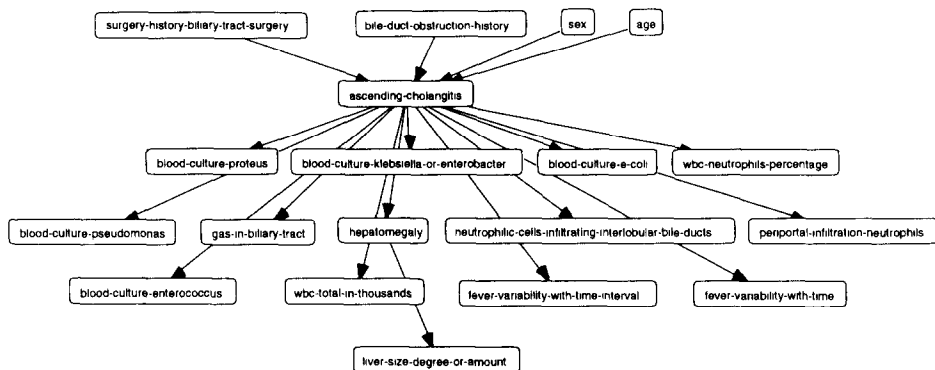 surgery-history-biliary-tract-surgery
bile-duct-obstruction-history
sex
age
ascending-cholangitis
blood-culture-proteus
blood-culture-klebsiella-or-enterobacter
blood-culture-e-coli
wbc-neutrophils-percentage
blood-culture-pseudomonas
gas-in-biliary-tract
hepatomegaly
neutrophilic-cells-infiltrating-interlobular-bile-ducts
periportal-infiltration-neutrophils
blood-culture-enterococcus
wbc-total-in-thousands
fever-variability-with-time-interval
fever-variability-with-time
liver-size-degree-or-amount